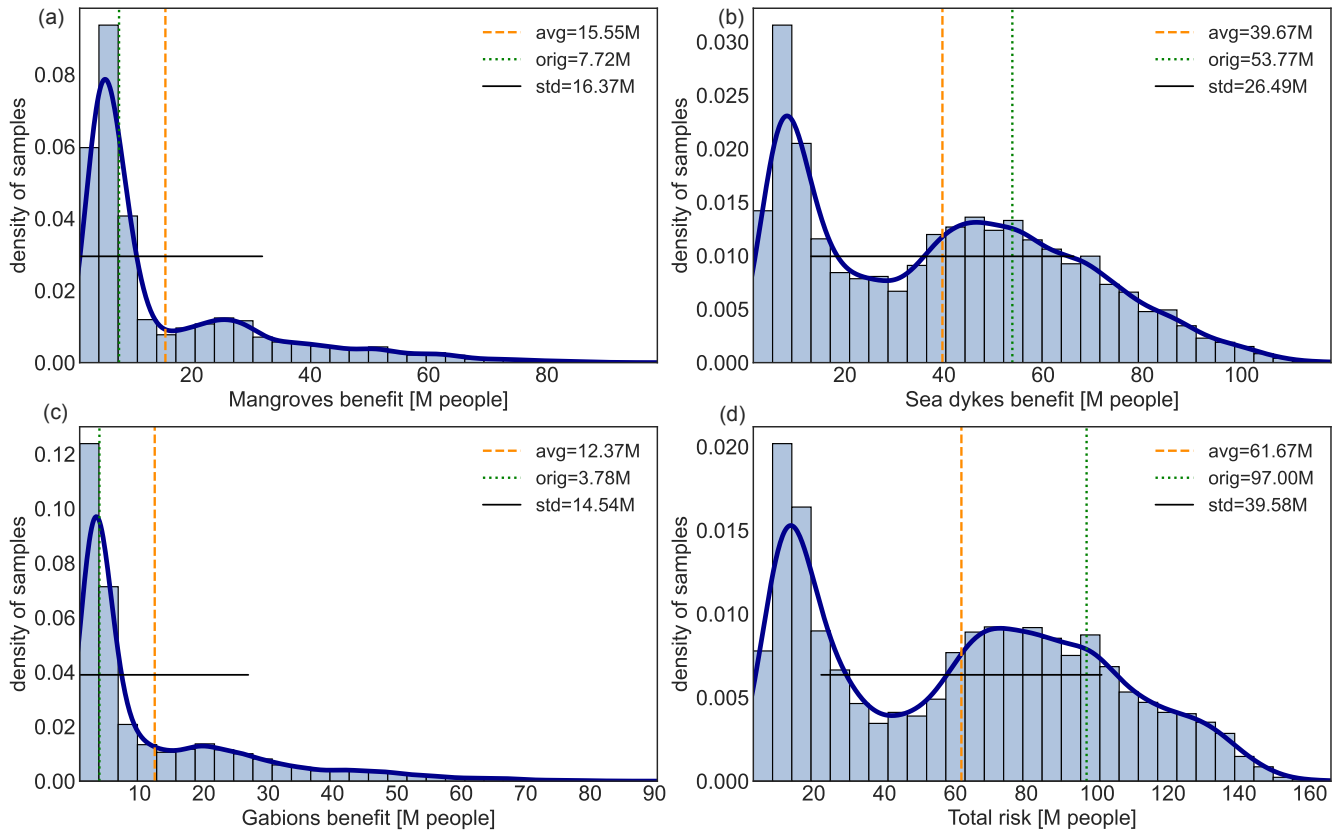 (a)
avg=15.55M
orig=7.72M
std=16.37M
density of samples
0.08
0.06
0.04
0.02
0.00
20
40
60
80
Mangroves benefit [M people]
(b)
avg=39.67M
orig=53.77M
std=26.49M
density of samples
0.030
0.025
0.020
0.015
0.010
0.005
0.000
20
40
60
80
100
Sea dykes benefit [M people]
(c)
avg=12.37M
orig=3.78M
std=14.54M
density of samples
0.12
0.10
0.08
0.06
0.04
0.02
0.00
10
20
30
40
50
60
70
80
90
Gabions benefit [M people]
(d)
avg=61.67M
orig=97.00M
std=39.58M
density of samples
0.020
0.015
0.010
0.005
0.000
20
40
60
80
100
120
140
160
Total risk [M people]